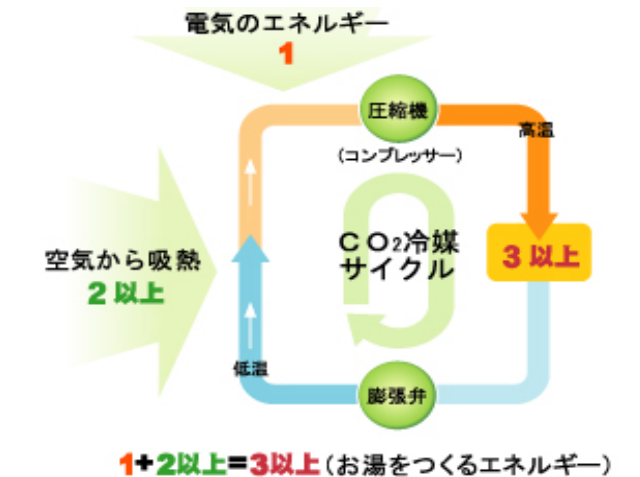 電気のエネルギー
1
圧縮機
(コンプレッサー)
高温
空気から吸熱
2以上
CO2冷媒
サイクル
3以上
低温
膨張弁
1+2以上=3以上(お湯をつくるエネルギー)